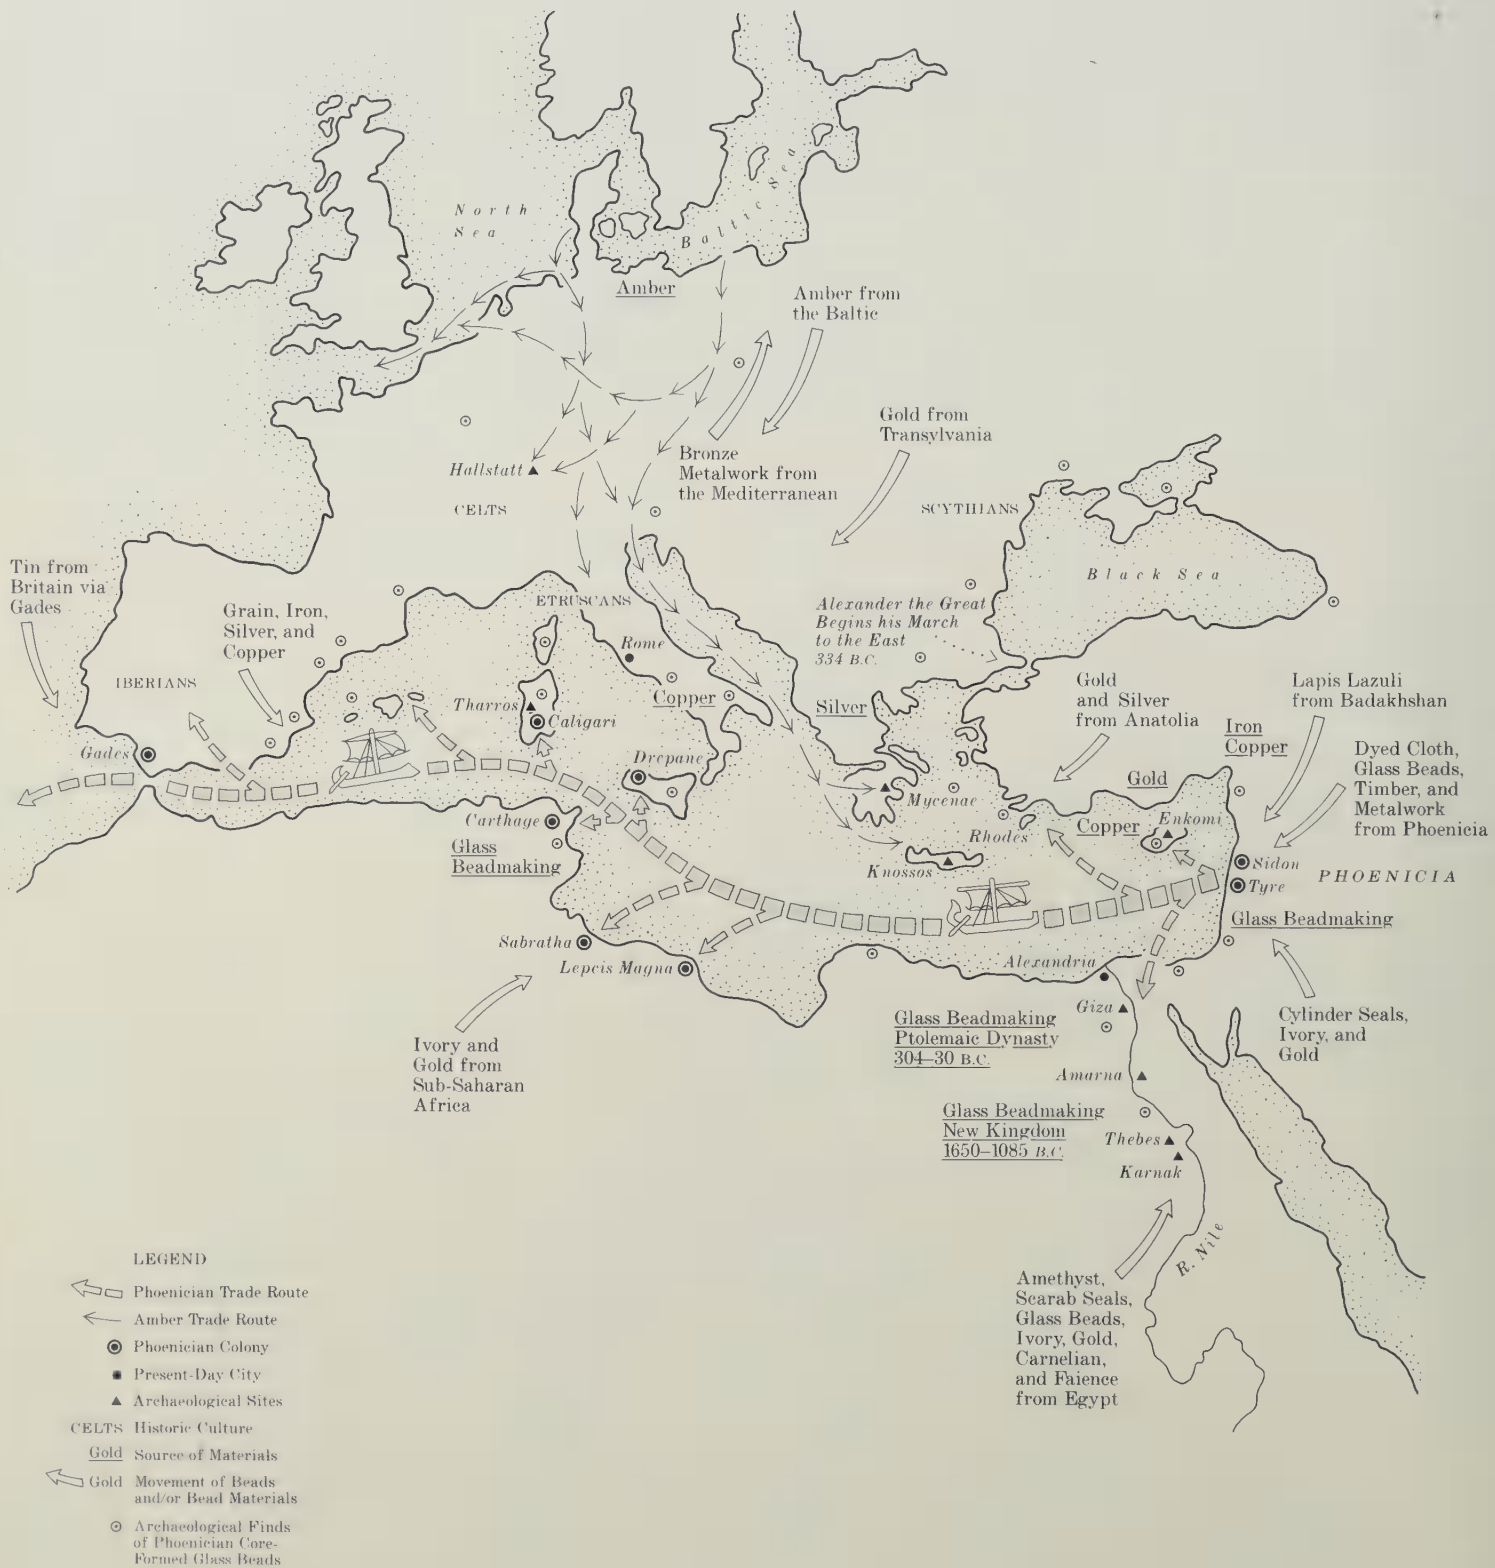 North
Sea
Baltic Sea
Amber
Amber from
the Baltic
Gold from
Transylvania
Bronze
Metalwork from
the Mediterranean
Hallstatt
CELTS
SCYTHIANS
Black Sea
Tin from
Britain via
Gades
Grain, Iron,
Silver, and
Copper
ETRUSCANS
Alexander the Great
Begins his March
to the East
334 B.C.
Rome
IBERIANS
Copper
Tharros
Caligari
Silver
Gold
and Silver
from Anatolia
Lapis Lazuli
from Badakhshan
Iron
Copper
Dyed Cloth,
Glass Beads,
Timber, and
Metalwork
from Phoenicia
Gades
Drepane
Gold
Mycenae
Carthage
Glass
Beadmaking
Rhodes
Copper
Enkomi
Knossos
Sidon
Tyre
PHOENICIA
Glass Beadmaking
Sabratha
Lepcis Magna
Alexandria
Giza
Glass Beadmaking
Ptolemaic Dynasty
304–30 B.C.
Cylinder Seals,
Ivory, and
Gold
Ivory and
Gold from
Sub-Saharan
Africa
Amarna
Glass Beadmaking
New Kingdom
1650–1085 B.C.
Thebes
Karnak
R. Nile
Amethyst,
Scarab Seals,
Glass Beads,
Ivory, Gold,
Carnelian,
and Faience
from Egypt
LEGEND
Phoenician Trade Route
Amber Trade Route
Phoenician Colony
Present-Day City
Archaeological Sites
CELTS Historic Culture
Gold Source of Materials
Gold Movement of Beads
and/or Bead Materials
Archaeological Finds
of Phoenician Core-
Formed Glass Beads